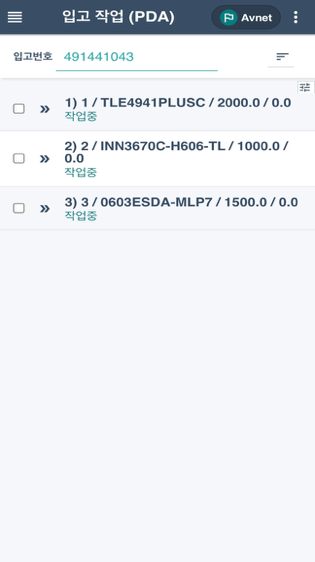 입고 작업 (PDA)
Avnet
입고번호 491441043
1) 1 / TLE4941PLUSC / 2000.0 / 0.0
작업중
2) 2 / INN3670C-H606-TL / 1000.0 /
0.0
작업중
3) 3 / 0603ESDA-MLP7 / 1500.0 / 0.0
작업중